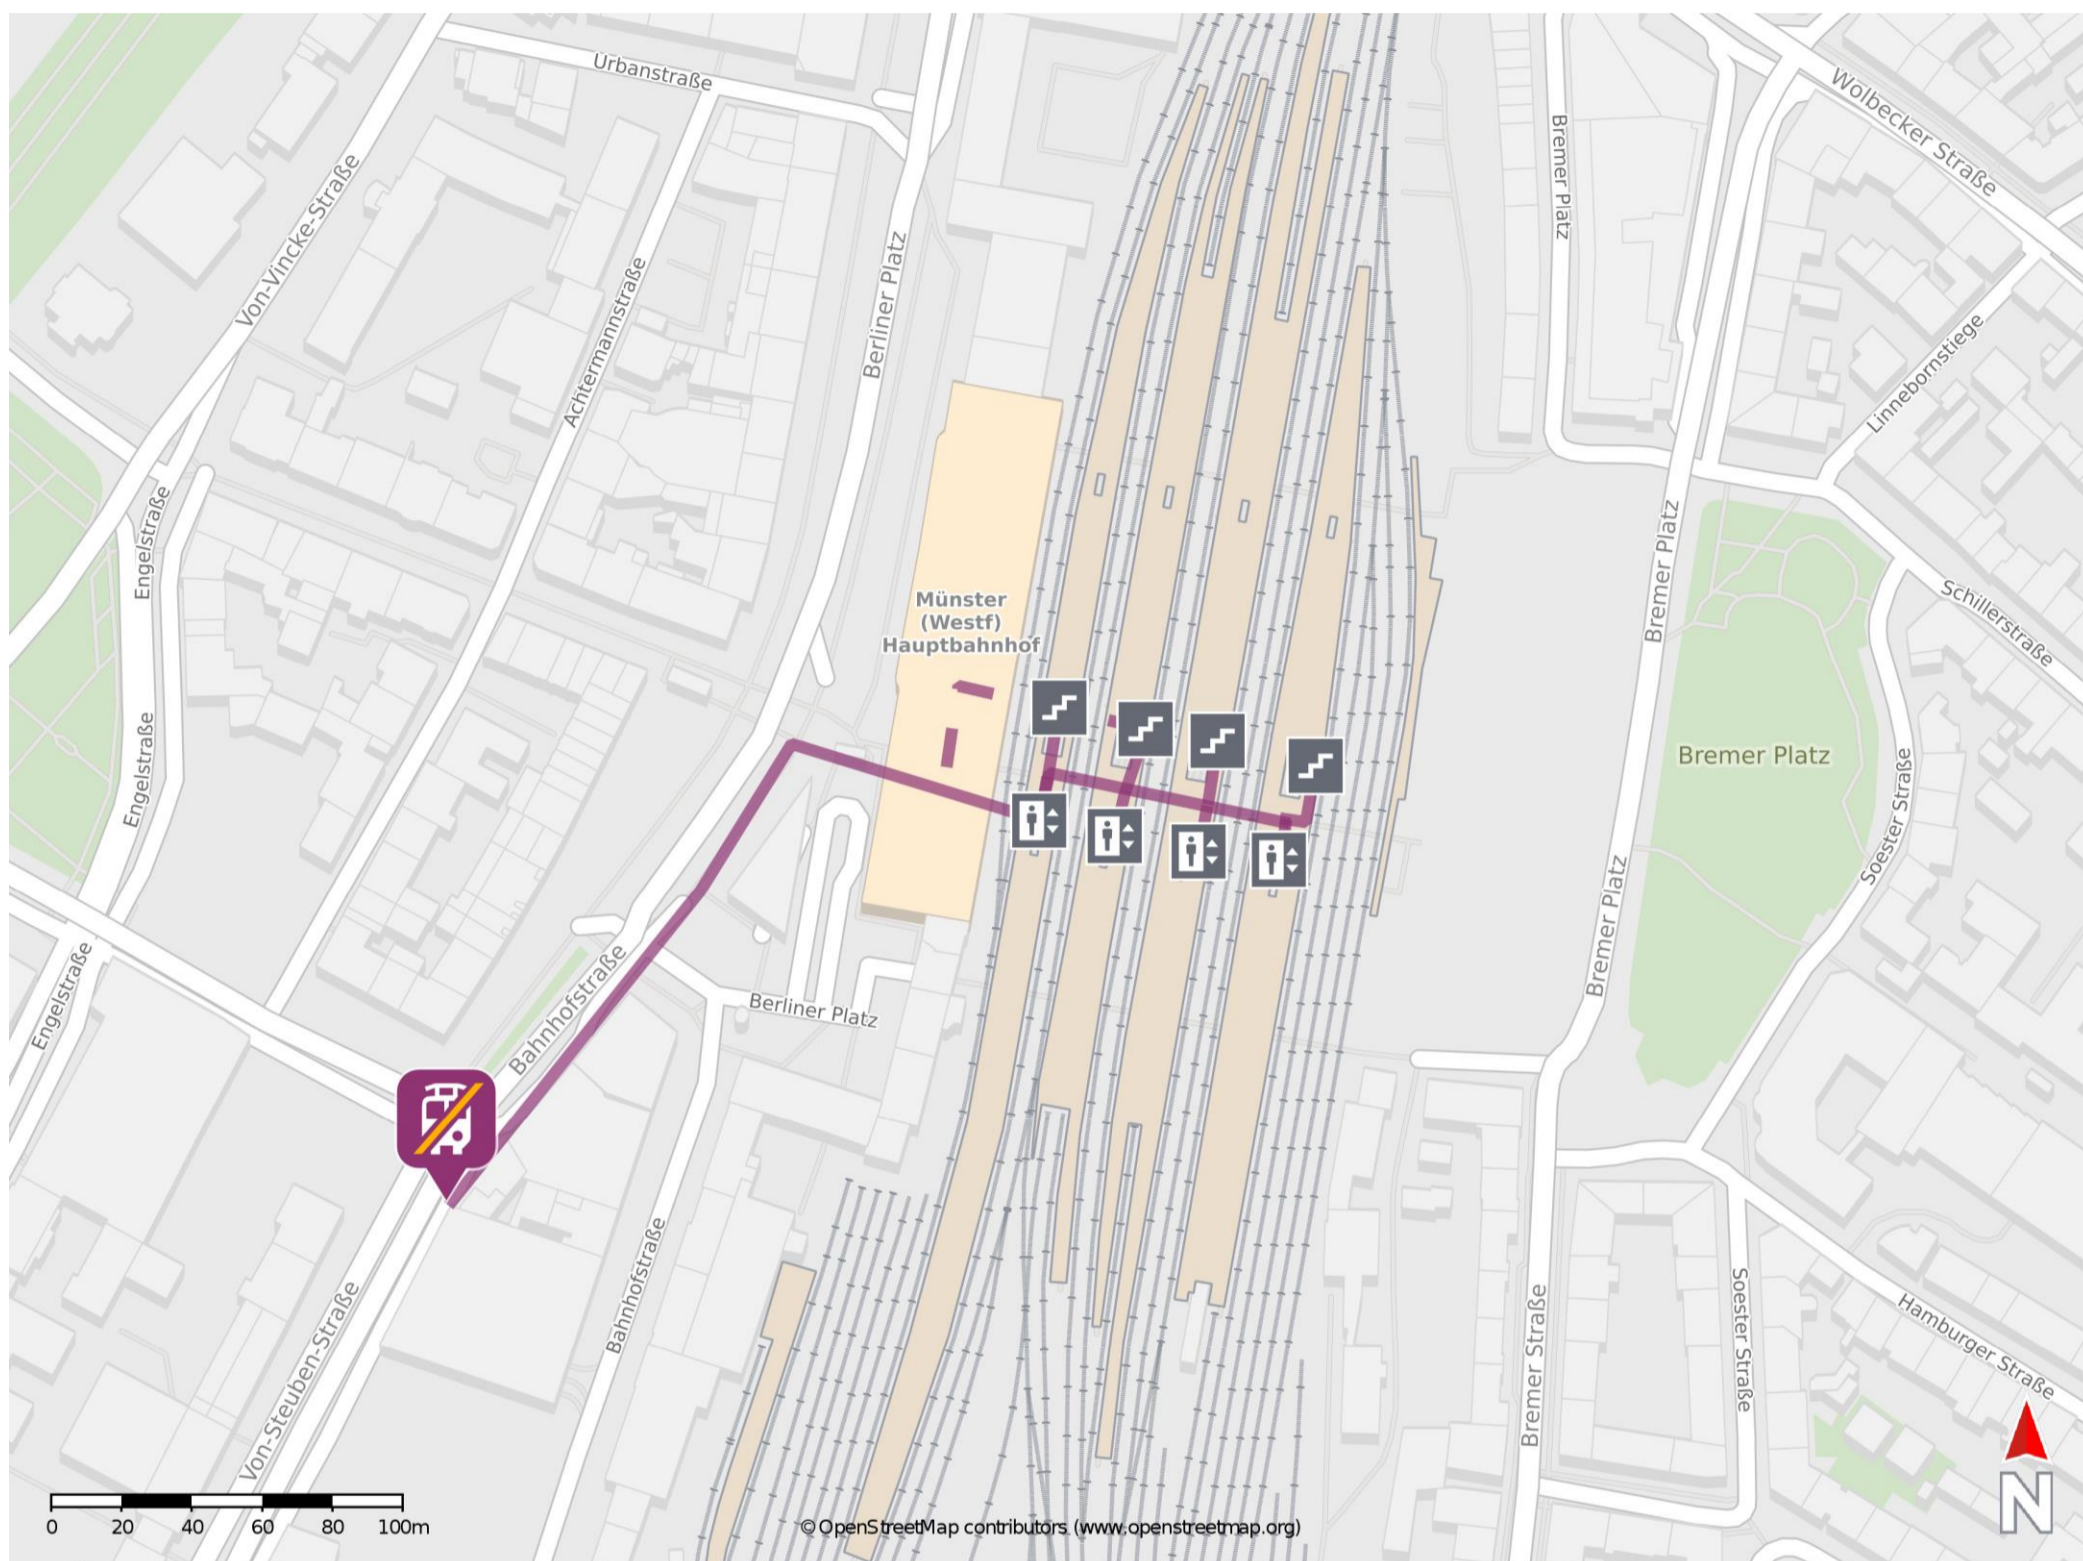 Urbanstraße
Wolbecker Straße
Bremer Platz
Von-Vincke-Straße
Berliner Platz
Achtermannstraße
Linnebornstiege
Engelstraße
Bremer Platz
Schillerstraße
Münster
(Westf)
Hauptbahnhof
Engelstraße
Bremer Platz
Soester Straße
Bremer Platz
Engelstraße
Bahnhofstraße
Berliner Platz
Bahnhofstraße
Von-Steuben-Straße
Bremer Straße
Soester Straße
Hamburger Straße
N
0 20 40 60 80 100m
© OpenStreetMap contributors (www.openstreetmap.org)